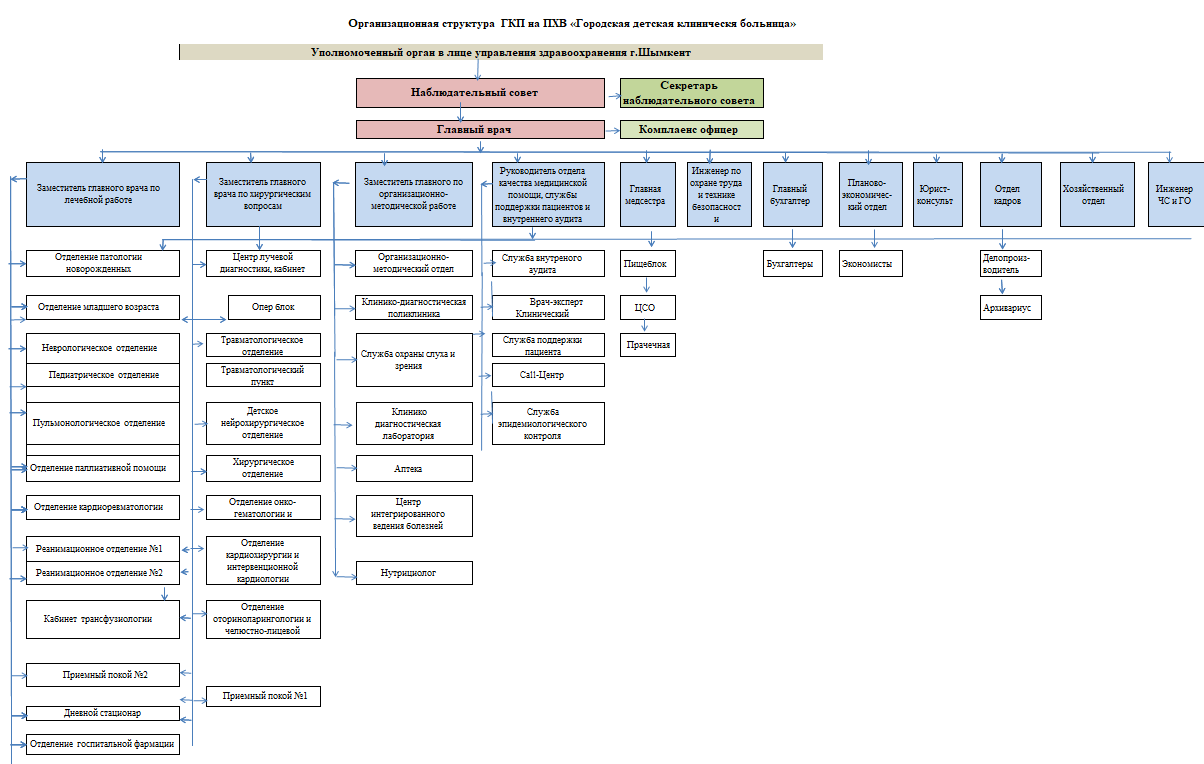 Организационная структура ГКП на ПХВ «Городская детская клиническя больница»
Уполномоченный орган в лице управления здравоохранения г.Шымкент
Наблюдательный совет
Секретарь
наблюдательного совета
Главный врач
Комплаенс офицер
Заместитель главного врача по
лечебной работе
Заместитель главного
врача по хирургическим
вопросам
Заместитель главного по
организационно-
методической работе
Руководитель отдела
качества медицинской
помощи, службы
поддержки пациентов и
внутреннего аудита
Главная
медсестра
Инженер по
охране труда
и технике
безопасност
и
Главный
бухгалтер
Планово-
экономичес-
кий отдел
Юрист-
консульт
Отдел
кадров
Хозяйственный
отдел
Инженер
ЧС и ГО
Отделение патологии
новорожденных
Центр лучевой
диагностики, кабинет
Организационно-
методический отдел
Служба внутреного
аудита
Пищеблок
Бухгалтеры
Экономисты
Делопроиз-
водитель
Отделение младшего возраста
Опер блок
Клинико-диагностическая
поликлиника
Врач-эксперт
Клинический
ЦСО
Архивариус
Неврологическое отделение
Травматологическое
отделение
Служба охраны слуха и
зрения
Служба поддержки
пациента
Прачечная
Педиатрическое отделение
Травматологический
пункт
Call-Центр
Пульмонологическое отделение
Детское
нейрохирургическое
отделение
Клинико
диагностическая
лаборатория
Служба
эпидемиологического
контроля
Отделение паллиативной помощи
Хирургическое
отделение
Аптека
Отделение кардиоревматологии
Отделение онко-
гематологии и
Центр
интегрированного
ведения болезней
Реанимационное отделение №1
Отделение
кардиохирургии и
интервенционной
кардиологии
Реанимационное отделение №2
Нутрициолог
Кабинет трансфузиологии
Отделение
оториноларингологии и
челюстно-лицевой
Приемный покой №2
Приемный покой №1
Дневной стационар
Отделение госпитальной фармации